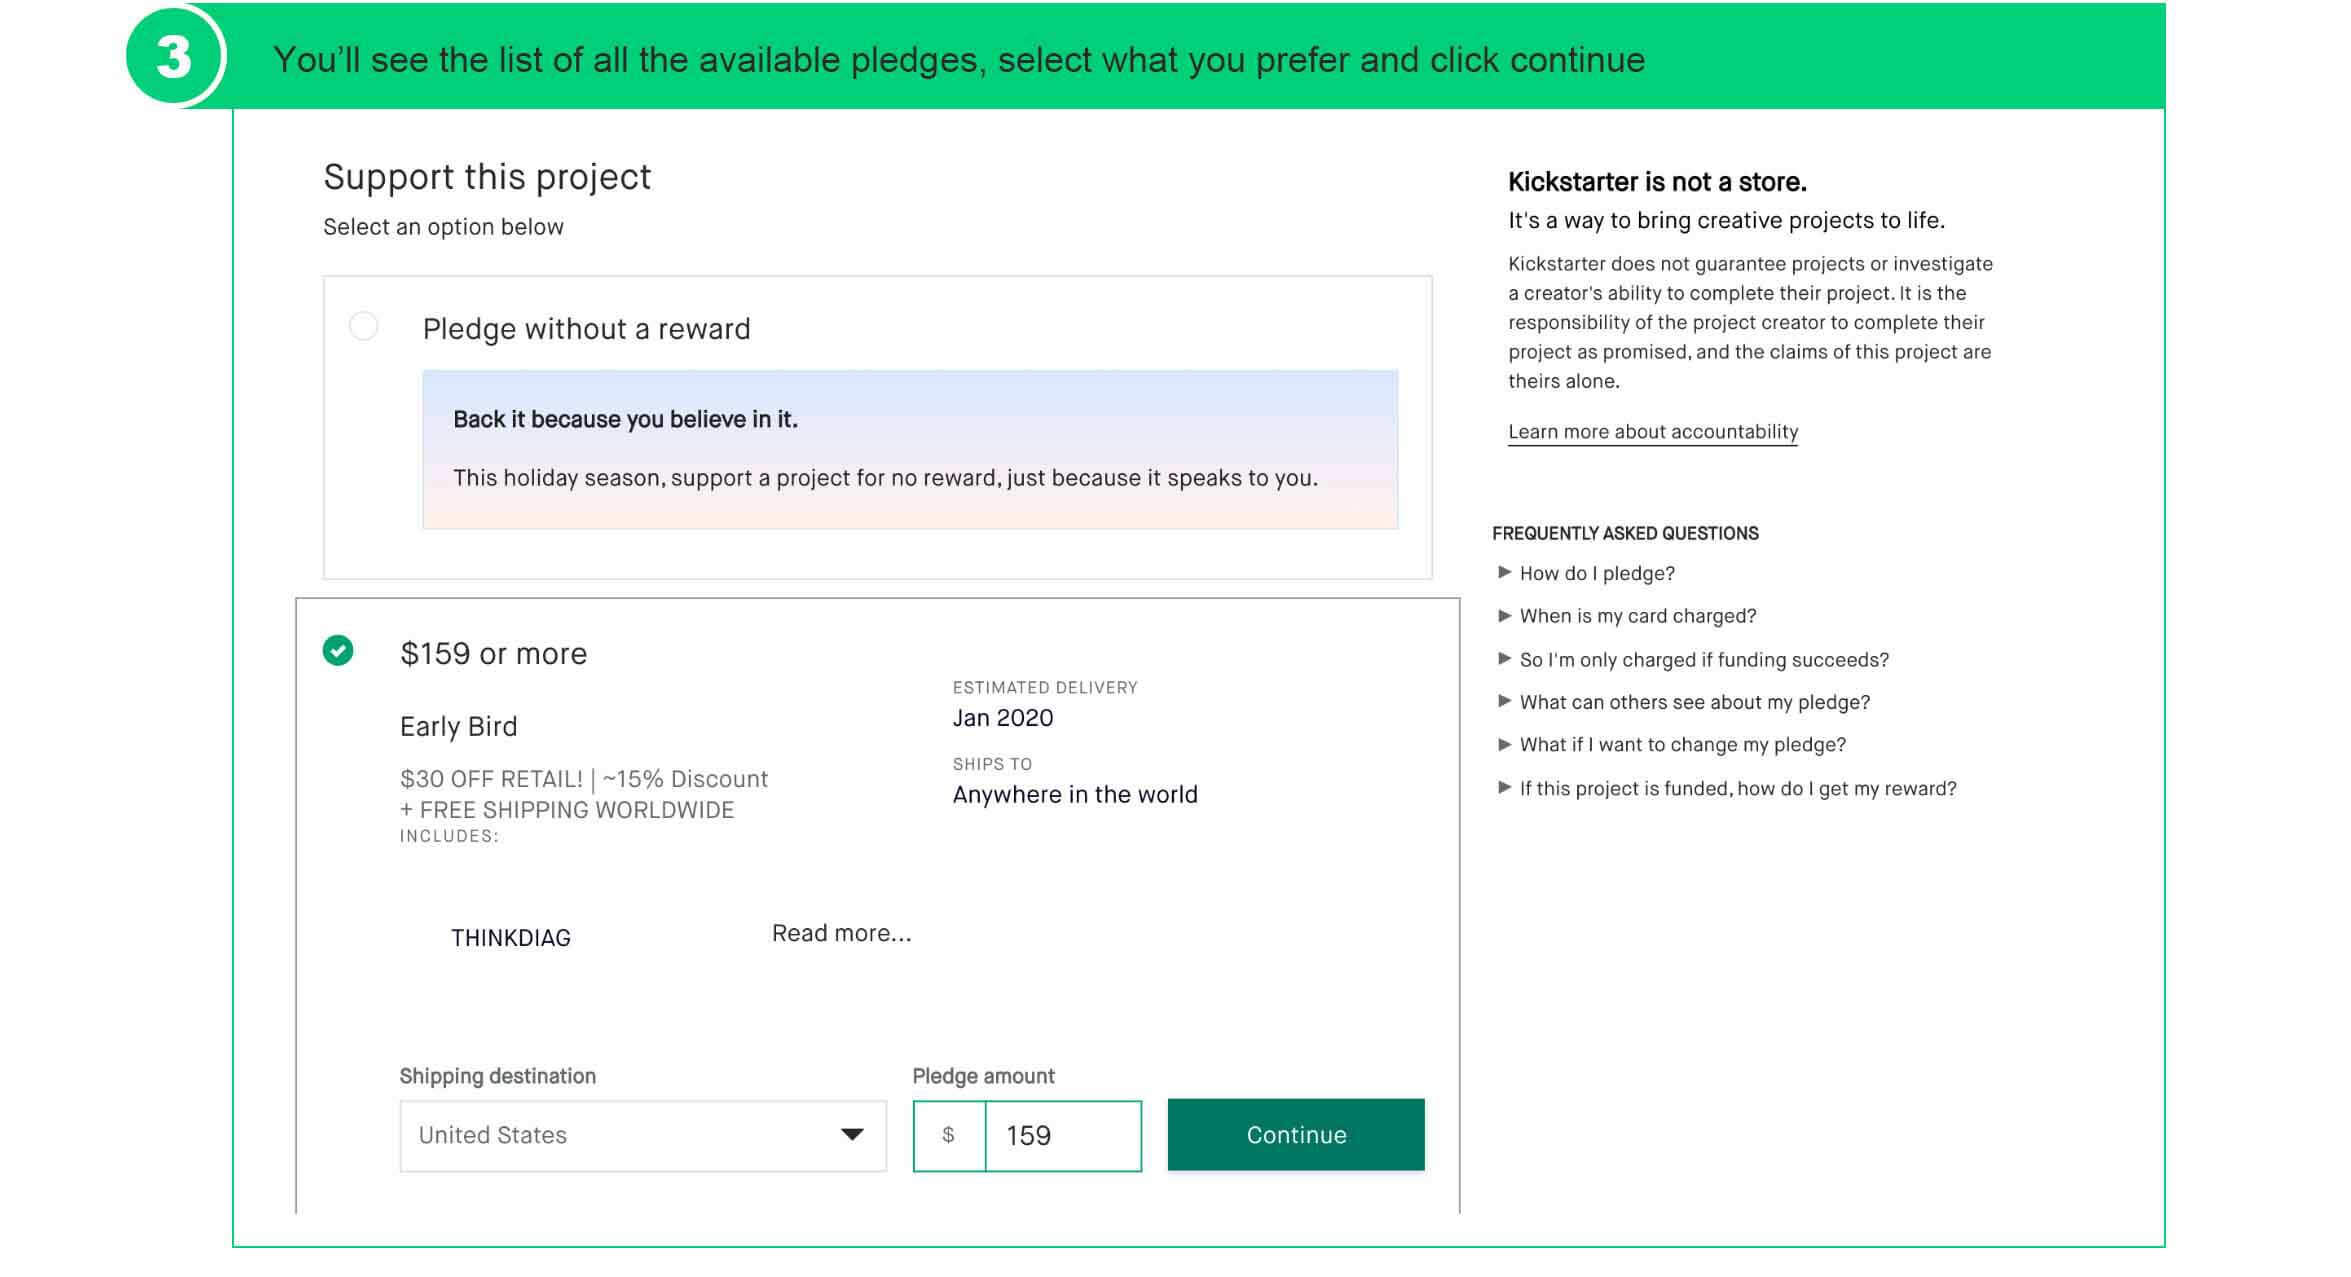 3
You’ll see the list of all the available pledges, select what you prefer and click continue
Support this project
Select an option below
Pledge without a reward
Back it because you believe in it.
This holiday season, support a project for no reward, just because it speaks to you.
$159 or more
Early Bird
$30 OFF RETAIL! | ~15% Discount
+ FREE SHIPPING WORLDWIDE
INCLUDES:
THINKDIAG
Read more...
ESTIMATED DELIVERY
Jan 2020
SHIPS TO
Anywhere in the world
Shipping destination
United States
Pledge amount
$ 159
Continue
Kickstarter is not a store.
It's a way to bring creative projects to life.
Kickstarter does not guarantee projects or investigate
a creator's ability to complete their project. It is the
responsibility of the project creator to complete their
project as promised, and the claims of this project are
theirs alone.
Learn more about accountability
FREQUENTLY ASKED QUESTIONS
How do I pledge?
When is my card charged?
So I'm only charged if funding succeeds?
What can others see about my pledge?
What if I want to change my pledge?
If this project is funded, how do I get my reward?